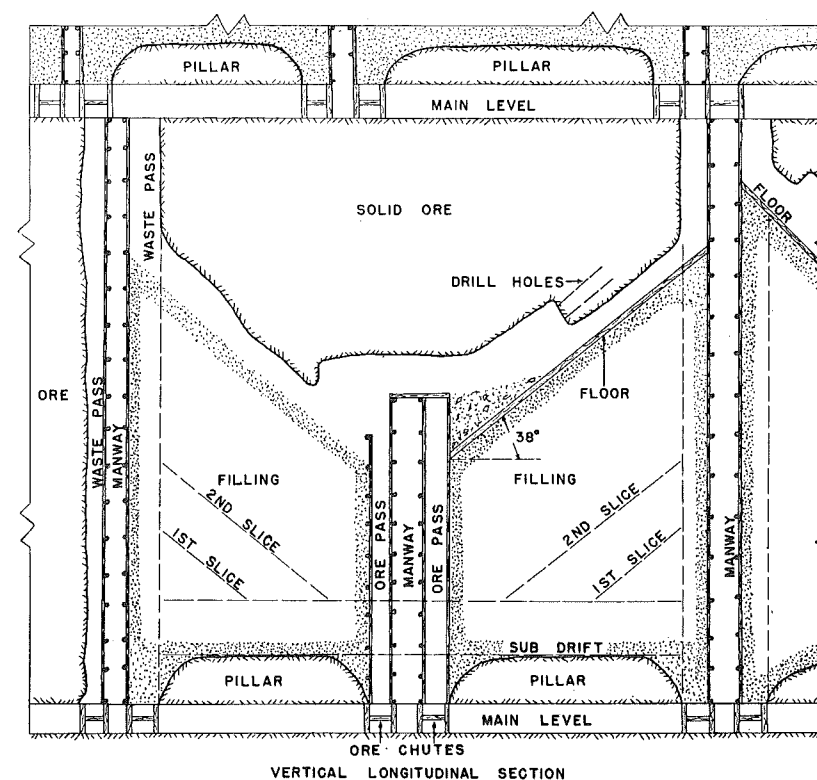 PILLAR
PILLAR
MAIN LEVEL
WASTE PASS
SOLID ORE
FLOOR
DRILL HOLES
ORE
WASTE PASS
MANWAY
FLOOR
38°
FILLING
FILLING
2ND SLICE
2ND SLICE
1ST SLICE
1ST SLICE
ORE PASS
MANWAY
ORE PASS
MANWAY
SUB DRIFT
PILLAR
PILLAR
MAIN LEVEL
ORE CHUTES
VERTICAL LONGITUDINAL SECTION